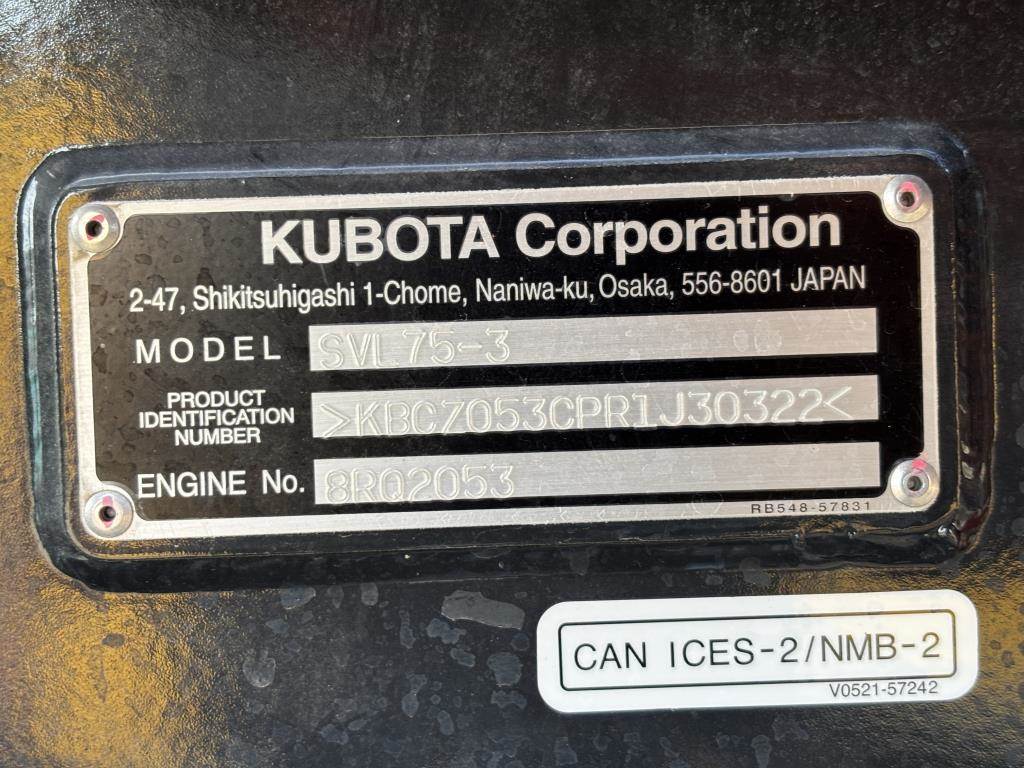 KUBOTA Corporation
2-47, Shikitsuhigashi 1-Chome, Naniwa-ku, Osaka, 556-8601 JAPAN
MODEL SVL75-3
PRODUCT
IDENTIFICATION
NUMBER
>KBCZ053CPR1J30322<
ENGINE No. 8RQ2053
RB548-57831
CAN ICES-2/NMB-2
V0521-57242